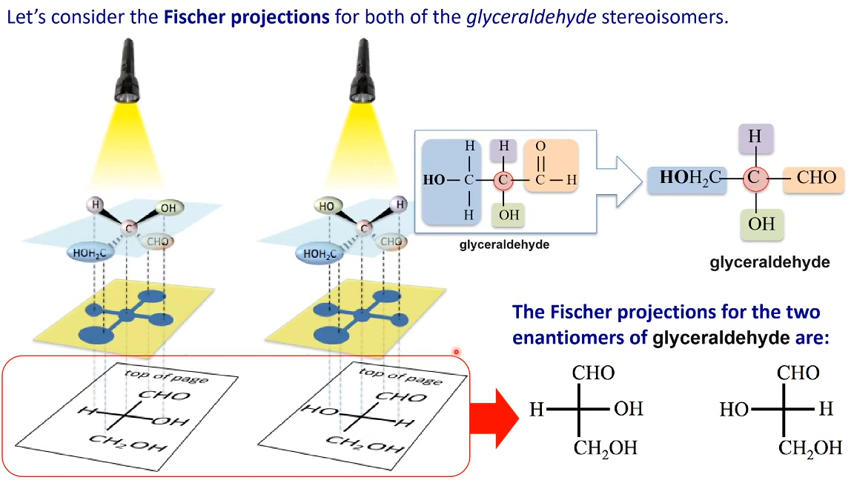 Let's consider the Fischer projections for both of the glyceraldehyde stereoisomers.
H
OH
C
HOH₂C
CHO
HO
H
C
HOH₂C
CHO
H H O
HO—C—C—C—H
H OH
glyceraldehyde
H
HOH₂C—C—CHO
OH
glyceraldehyde
top of page
CHO
H OH
CH₂OH
top of page
CHO
HO H
CH₂OH
The Fischer projections for the two
enantiomers of glyceraldehyde are:
CHO
H OH
CH₂OH
CHO
HO H
CH₂OH